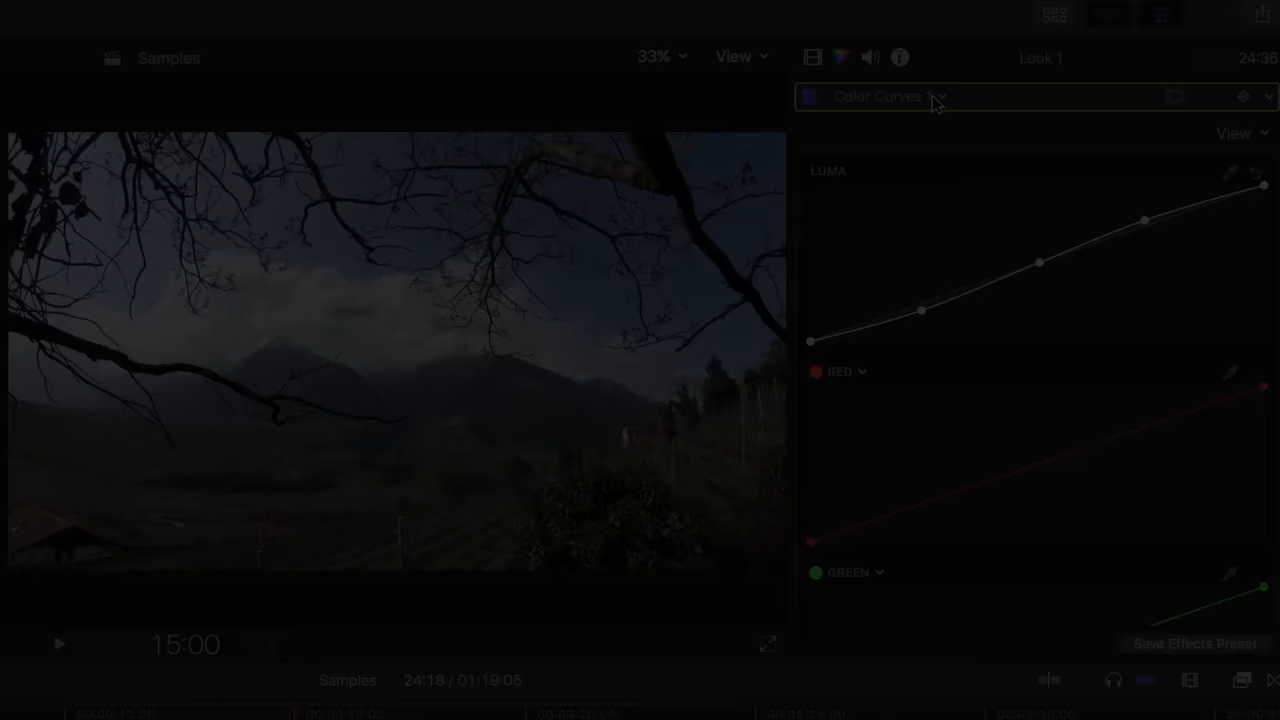 Samples
33%
View
Look 1
24:36
Color Curves 1
View
LUMA
RED
GREEN
15:00
Save Effects Preset
Samples
24:18 / 01:19:05